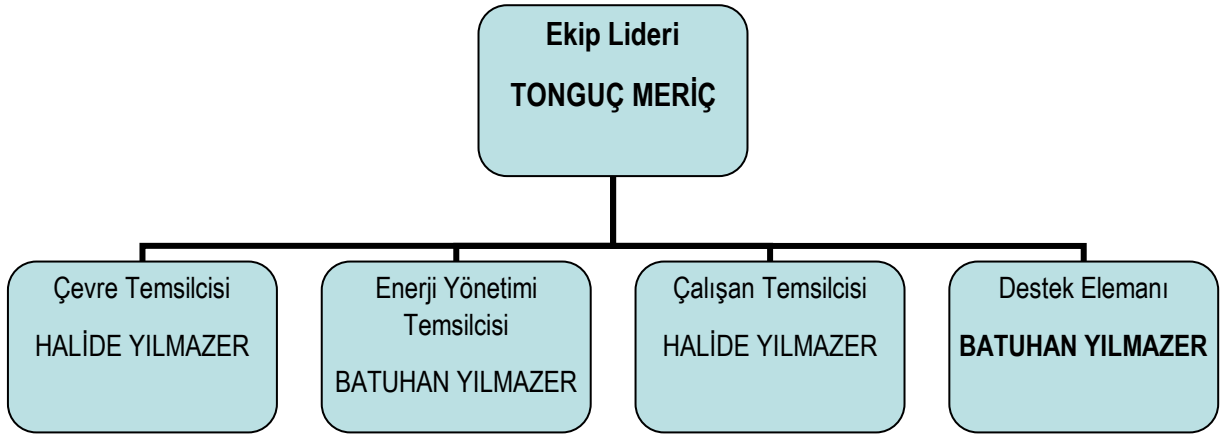 Ekip Lideri
TONGUÇ MERİÇ
Çevre Temsilcisi
HALİDE YILMAZER
Enerji Yönetimi
Temsilcisi
BATUHAN YILMAZER
Çalışan Temsilcisi
HALİDE YILMAZER
Destek Elemanı
BATUHAN YILMAZER